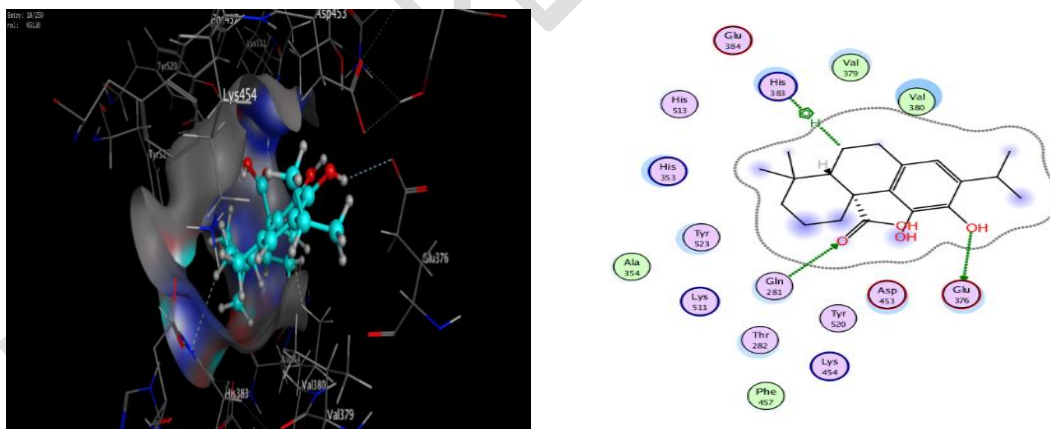 Asp453
Lys454
Glu376
His383
Val380
Val379
Glu
384
Val
379
His
383
Val
380
His
513
H
H
His
353
Tyr
523
OH
O
OH
OH
Ala
354
Gln
281
Asp
453
Glu
376
Lys
511
Tyr
520
Thr
282
Lys
454
Phe
457